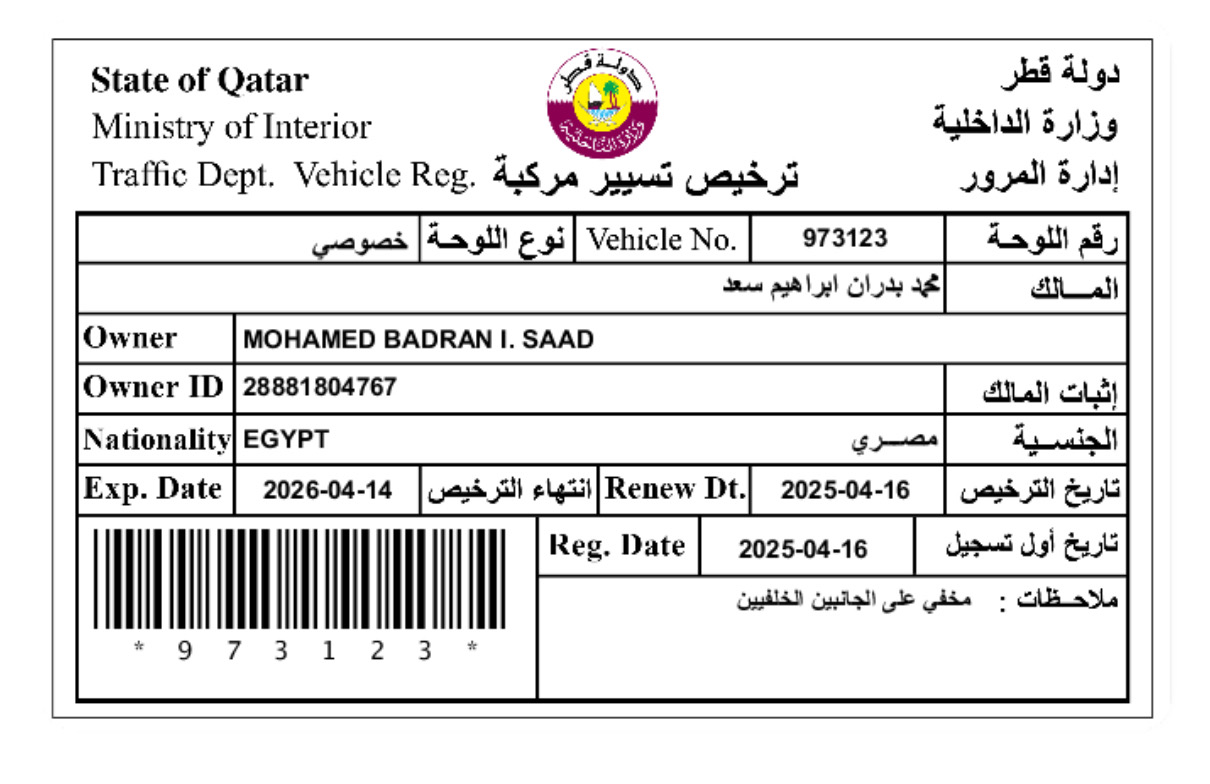 State of Qatar دولة قطر
Ministry of Interior وزارة الداخلية
Traffic Dept. Vehicle Reg. ترخيص تسيير مركبة إدارة المرور
دولة قطر
وزارة الداخلية
رقم اللوحـة 973123 Vehicle No. نوع اللوحـة خصوصي
المـــالك محمد بدران ابراهيم سعد
Owner MOHAMED BADRAN I. SAAD
Owner ID 28881804767 إثبات المالك
Nationality EGYPT مصـــري الجنسـية
Exp. Date 2026-04-14 انتهاء الترخيص Renew Dt. 2025-04-16 تاريخ الترخيص
Reg. Date 2025-04-16 تاريخ أول تسجيل
ملاحـظات : مخفي على الجانبين الخلفيين
* 9 7 3 1 2 3 *